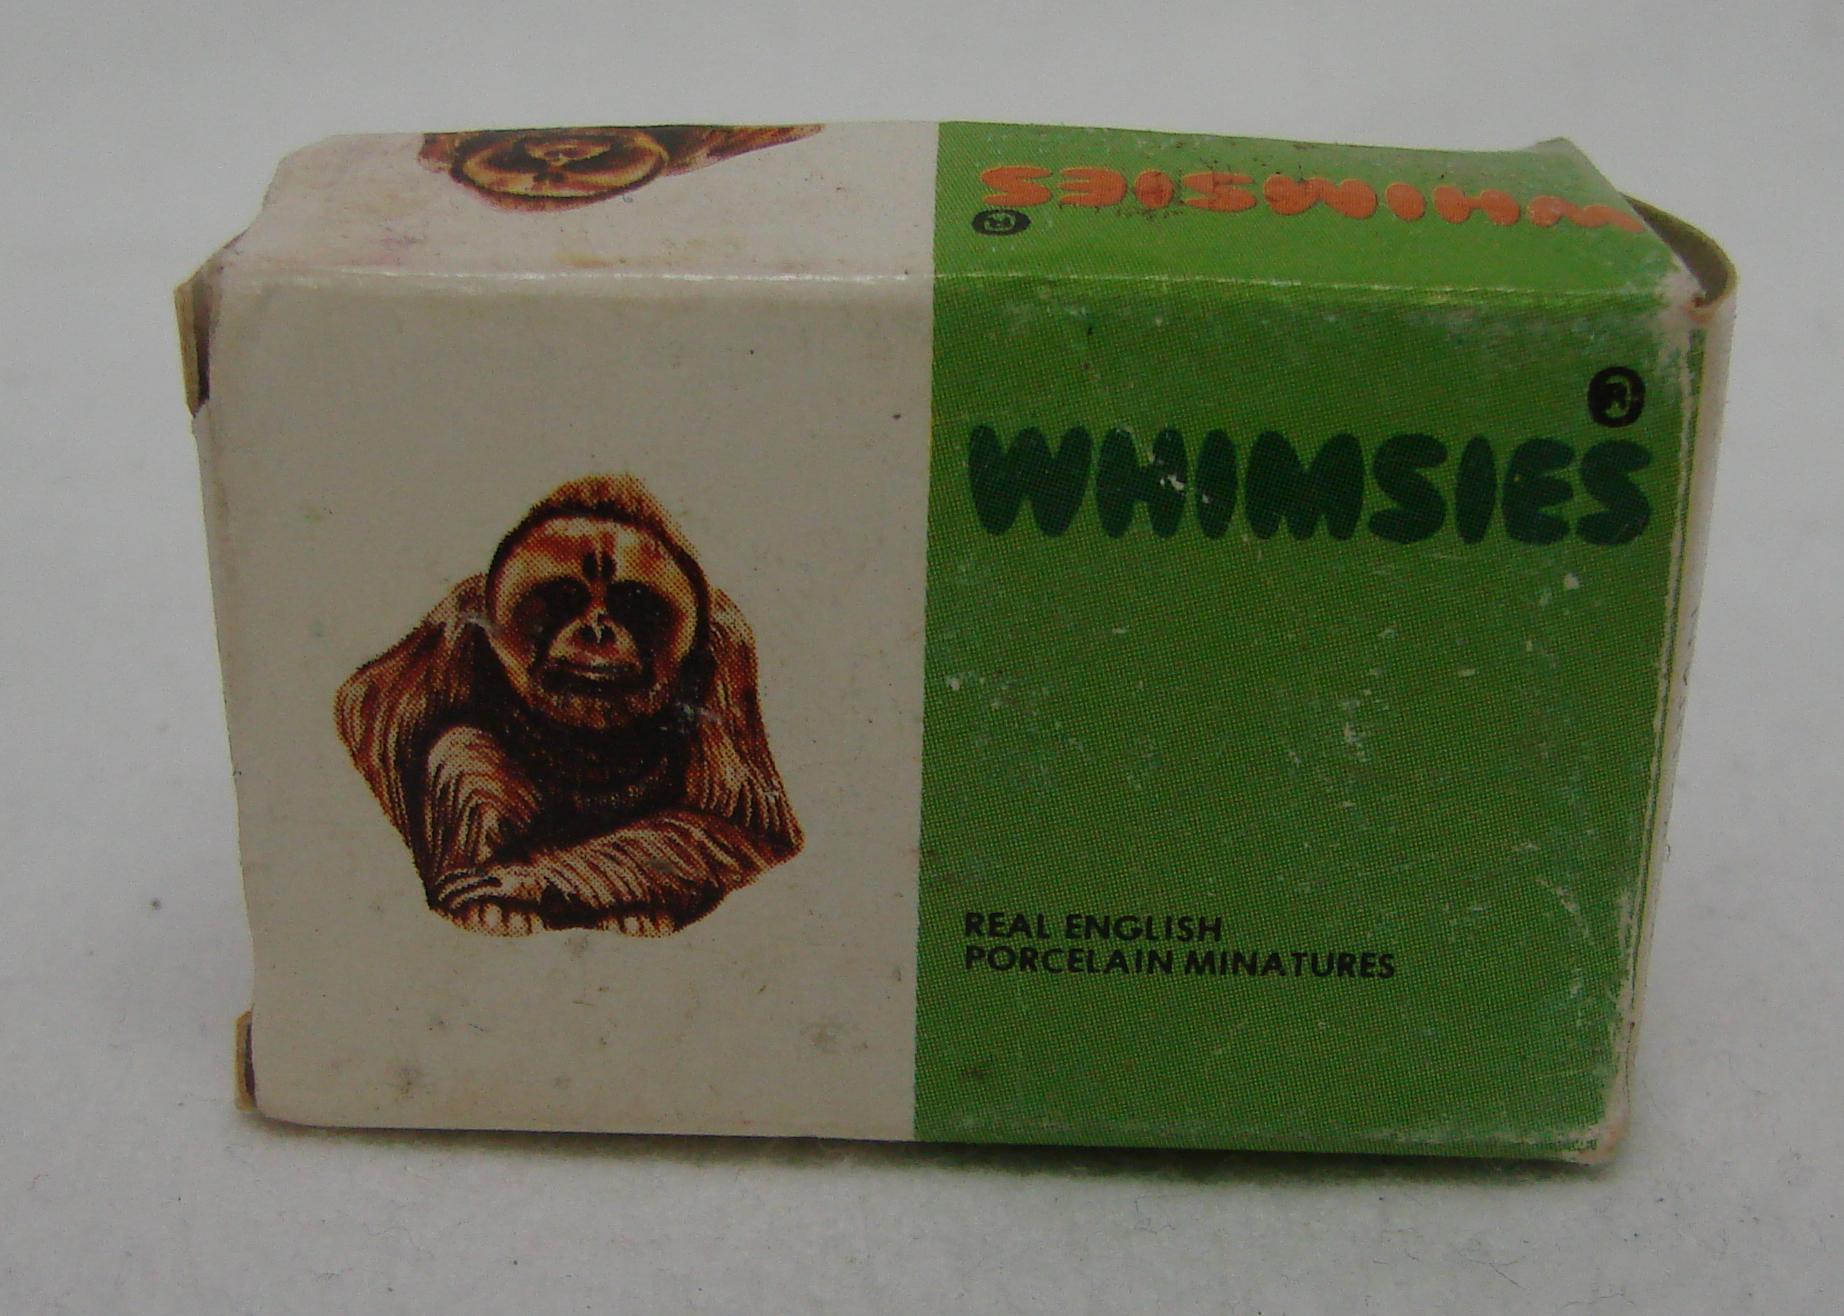 WHIMSIES
®
®
WHIMSIES
REAL ENGLISH
PORCELAIN MINATURES